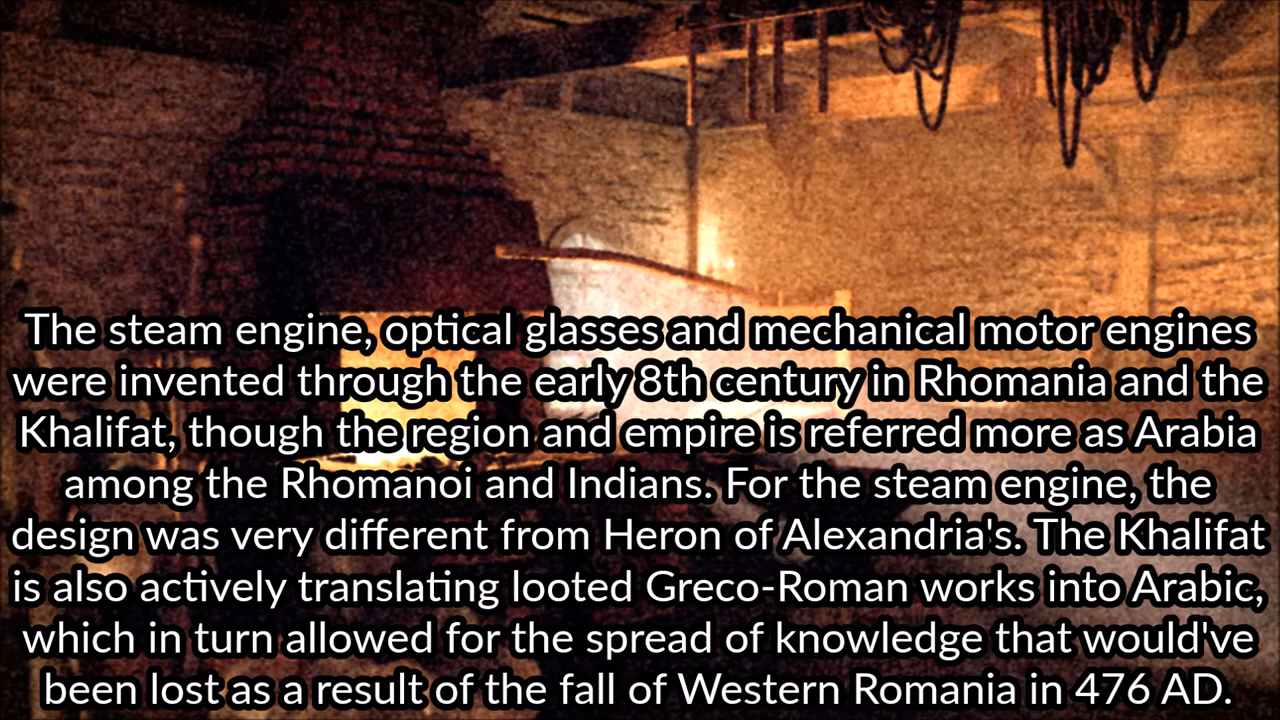 The steam engine, optical glasses and mechanical motor engines
were invented through the early 8th century in Rhomania and the
Khalifat, though the region and empire is referred more as Arabia
among the Rhomanoi and Indians. For the steam engine, the
design was very different from Heron of Alexandria's. The Khalifat
is also actively translating looted Greco-Roman works into Arabic,
which in turn allowed for the spread of knowledge that would've
been lost as a result of the fall of Western Romania in 476 AD.